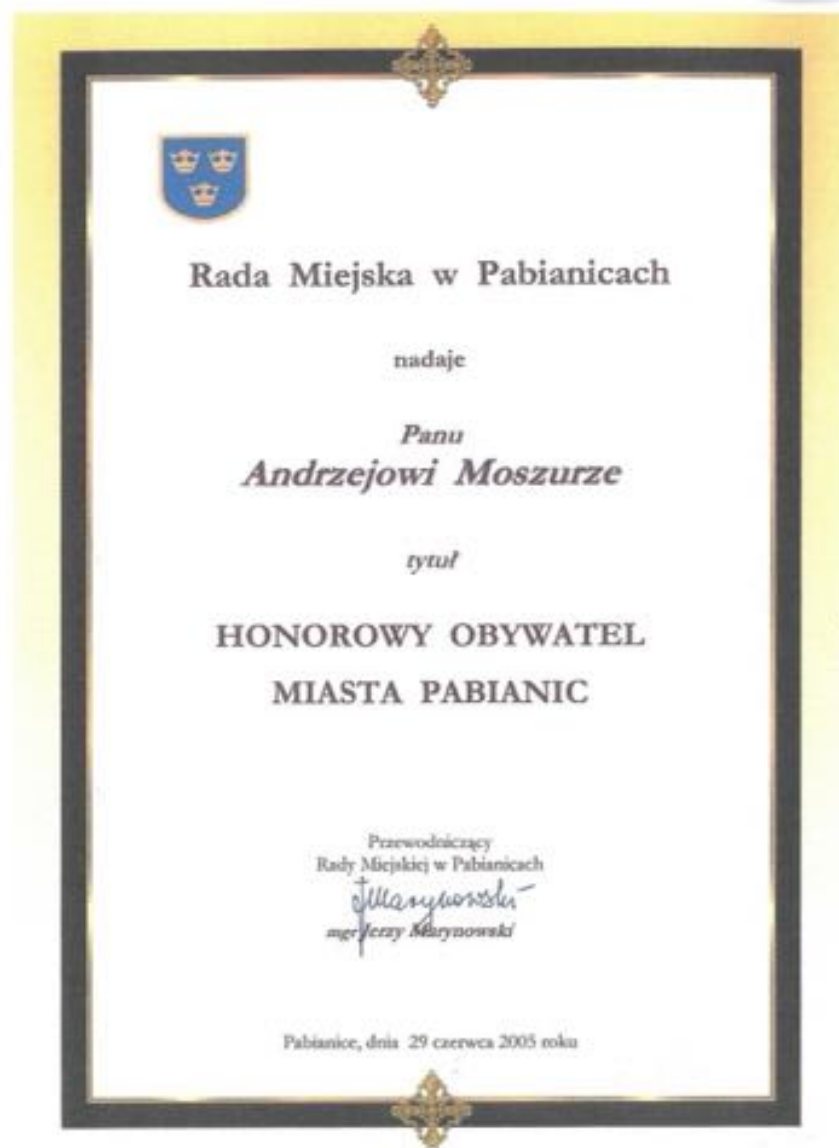 Rada Miejska w Pabianicach
nadaje
Panu
Andrzejowi Moszurze
tytuł
HONOROWY OBYWATEL
MIASTA PABIANIC
Przewodniczący
Rady Miejskiej w Pabianicach
JMarynowski
mgr Jerzy Marynowski
Pabianice, dnia 29 czerwca 2005 roku